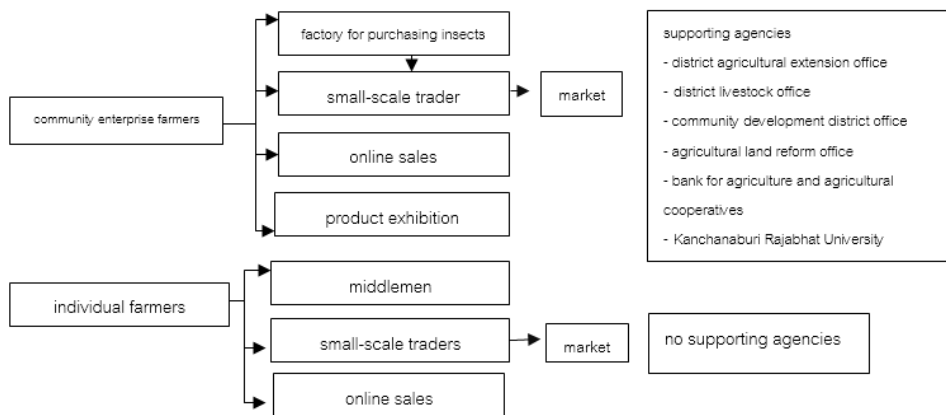 factory for purchasing insects
small-scale trader
market
community enterprise farmers
online sales
product exhibition
supporting agencies
- district agricultural extension office
- district livestock office
- community development district office
- agricultural land reform office
- bank for agriculture and agricultural
cooperatives
- Kanchanaburi Rajabhat University
middlemen
individual farmers
small-scale traders
market
no supporting agencies
online sales